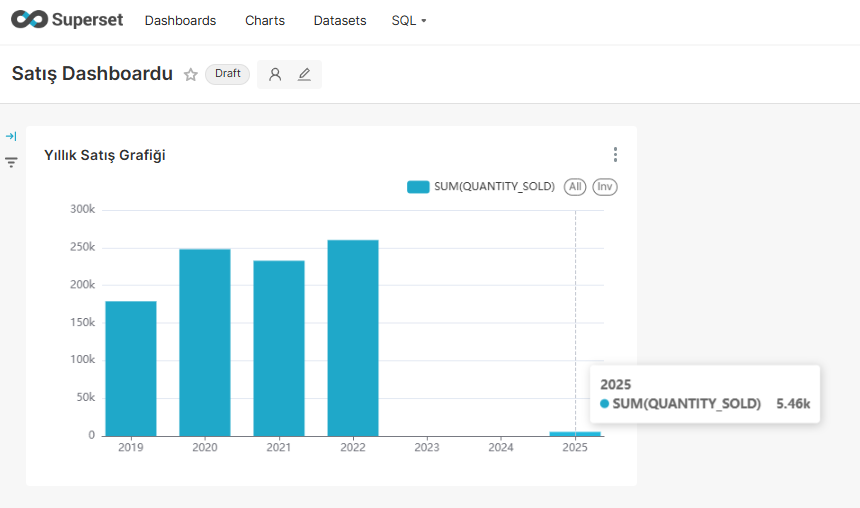 Superset Dashboards Charts Datasets SQL
Satış Dashboardu Draft
Yıllık Satış Grafiği
SUM(QUANTITY_SOLD) All Inv
300k
250k
200k
150k
100k
50k
0
2019 2020 2021 2022 2023 2024 2025
2025
SUM(QUANTITY_SOLD) 5.46k